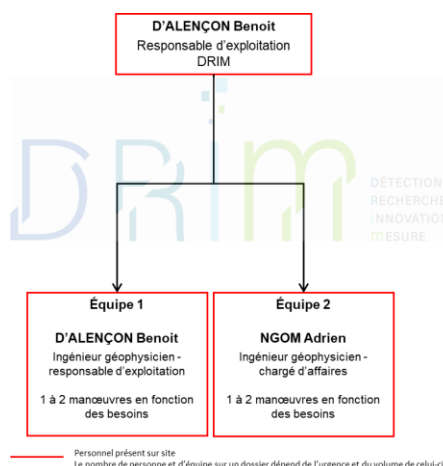 D'ALENÇON Benoit
Responsable d'exploitation
DRIM
DRIM
DÉTECTION
RECHERCHE
INNOVATION
MESURE
Équipe 1
D'ALENÇON Benoit
Ingénieur géophysicien -
responsable d'exploitation
1 à 2 manœuvres en fonction
des besoins
Équipe 2
NGOM Adrien
Ingénieur géophysicien -
chargé d'affaires
1 à 2 manœuvres en fonction
des besoins
Personnel présent sur site
Le nombre de personne et d'équipe sur un dossier dépend de l'urgence et du volume de celui-ci